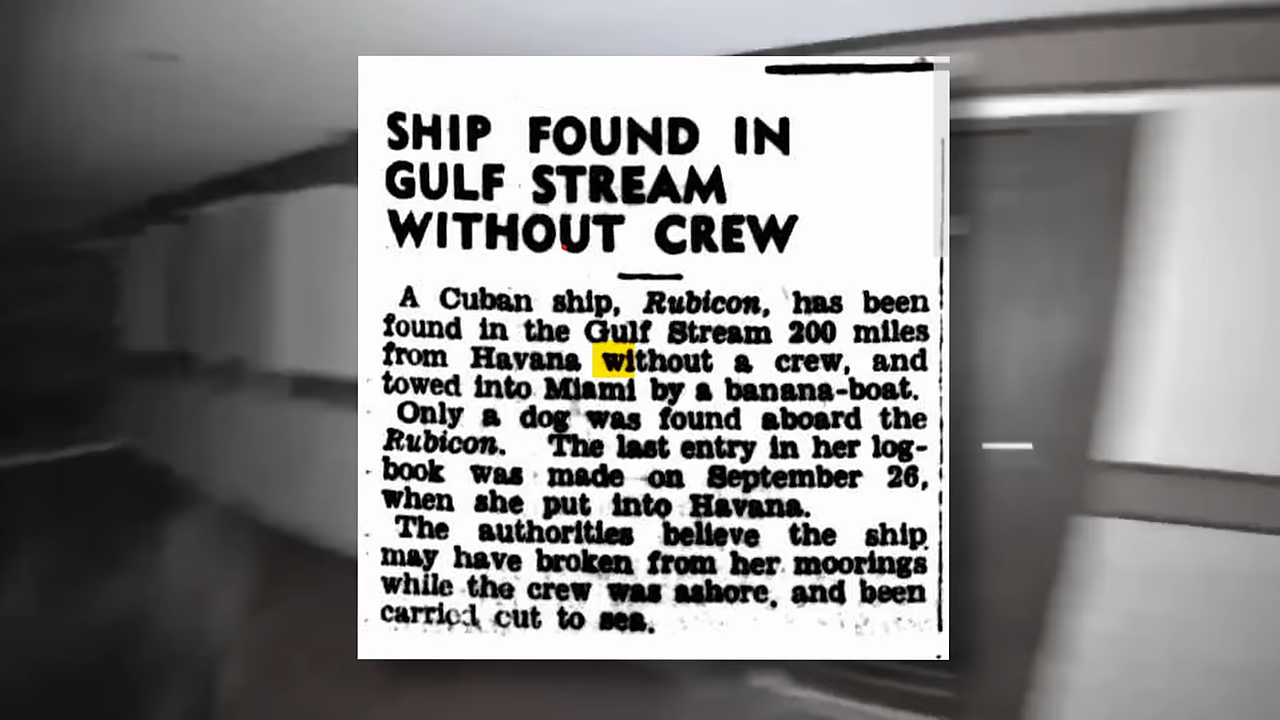 SHIP FOUND IN
GULF STREAM
WITHOUT CREW
A Cuban ship, Rubicon, has been
found in the Gulf Stream 200 miles
from Havana without a crew, and
towed into Miami by a banana-boat.
Only a dog was found aboard the
Rubicon. The last entry in her log-
book was made on September 26,
when she put into Havana.
The authorities believe the ship
may have broken from her moorings
while the crew was ashore, and been
carried out to sea.